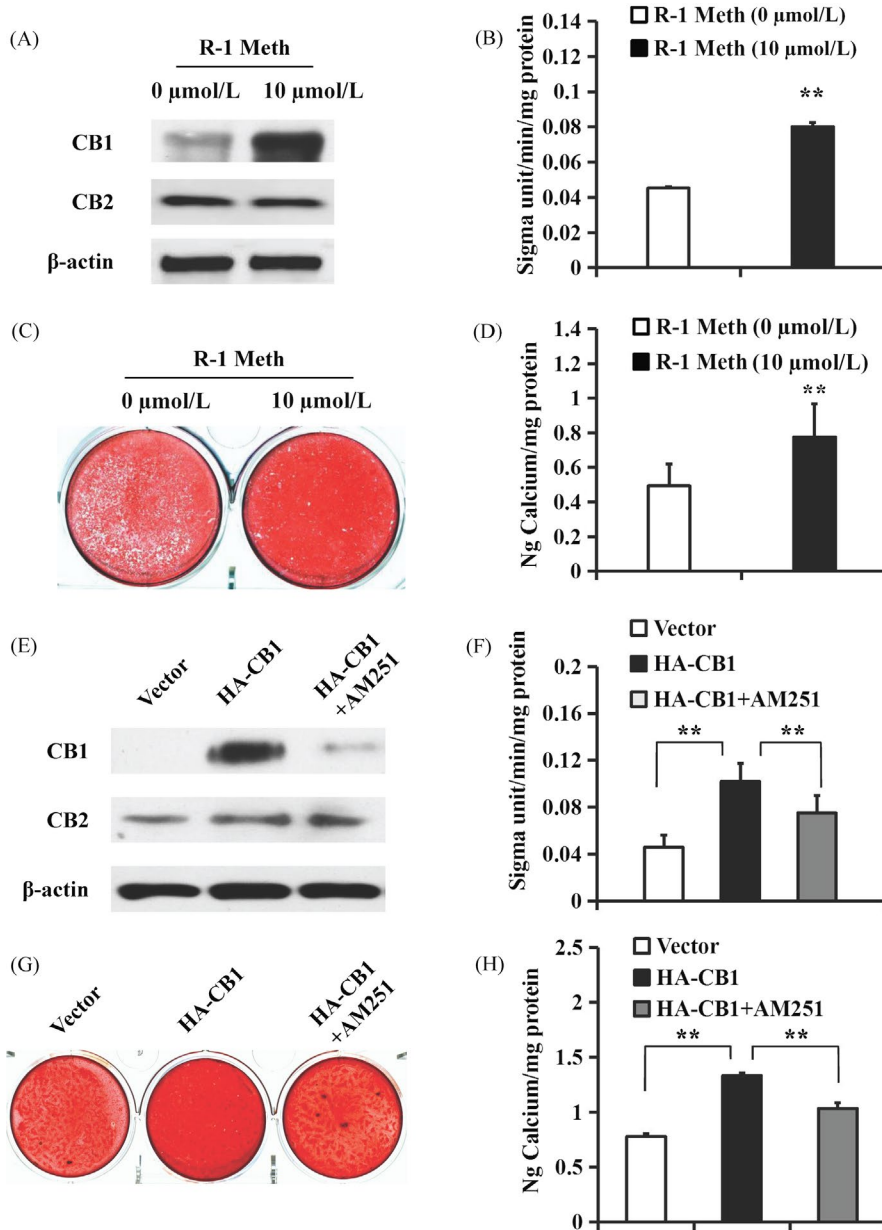 (A)
R-1 Meth
0 μmol/L 10 μmol/L
CB1
CB2
β-actin
(B)
R-1 Meth (0 μmol/L)
R-1 Meth (10 μmol/L)
Sigma unit/min/mg protein
0.14
0.12
0.1
0.08
0.06
0.04
0.02
0
**
(C)
R-1 Meth
0 μmol/L 10 μmol/L
(D)
R-1 Meth (0 μmol/L)
R-1 Meth (10 μmol/L)
Ng Calcium/mg protein
1.4
1.2
1
0.8
0.6
0.4
0.2
0
**
(E)
Vector
HA-CB1
HA-CB1
+AM251
CB1
CB2
β-actin
(F)
Vector
HA-CB1
HA-CB1+AM251
Sigma unit/min/mg protein
0.2
0.16
0.12
0.08
0.04
0
** **
(G)
Vector
HA-CB1
HA-CB1
+AM251
(H)
Vector
HA-CB1
HA-CB1+AM251
Ng Calcium/mg protein
2.5
2
1.5
1
0.5
0
** **